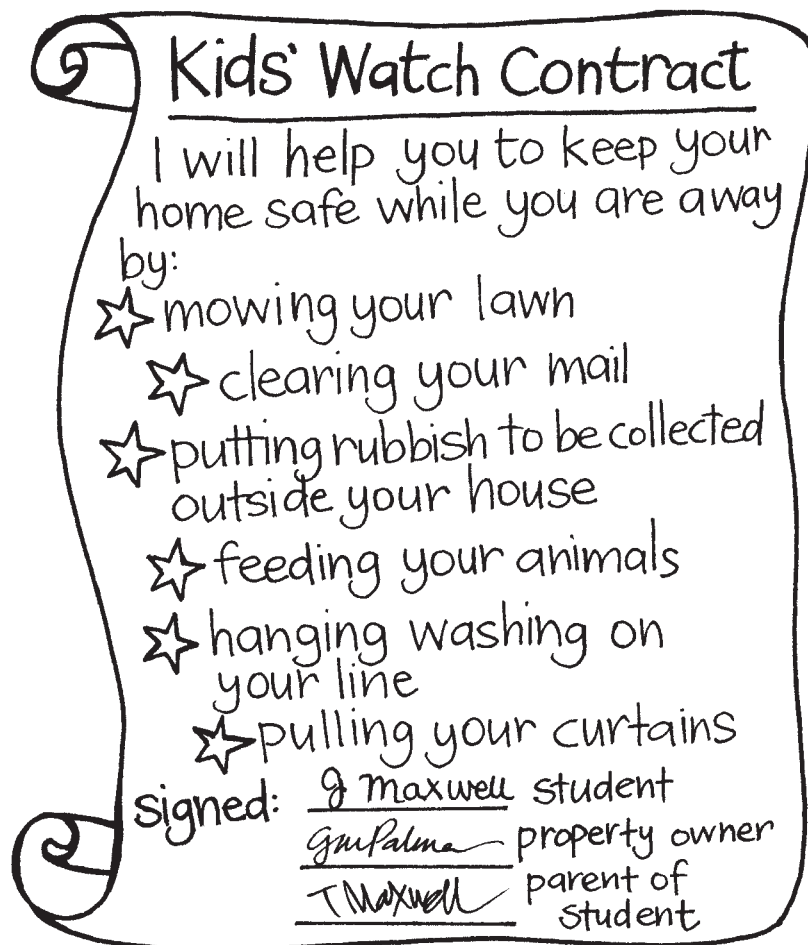 Kids' Watch Contract
I will help you to keep your
home safe while you are away
by:
mowing your lawn
clearing your mail
putting rubbish to be collected
outside your house
feeding your animals
hanging washing on
your line
pulling your curtains
signed: J Maxwell student
GmPalma property owner
T Maxwell parent of
student